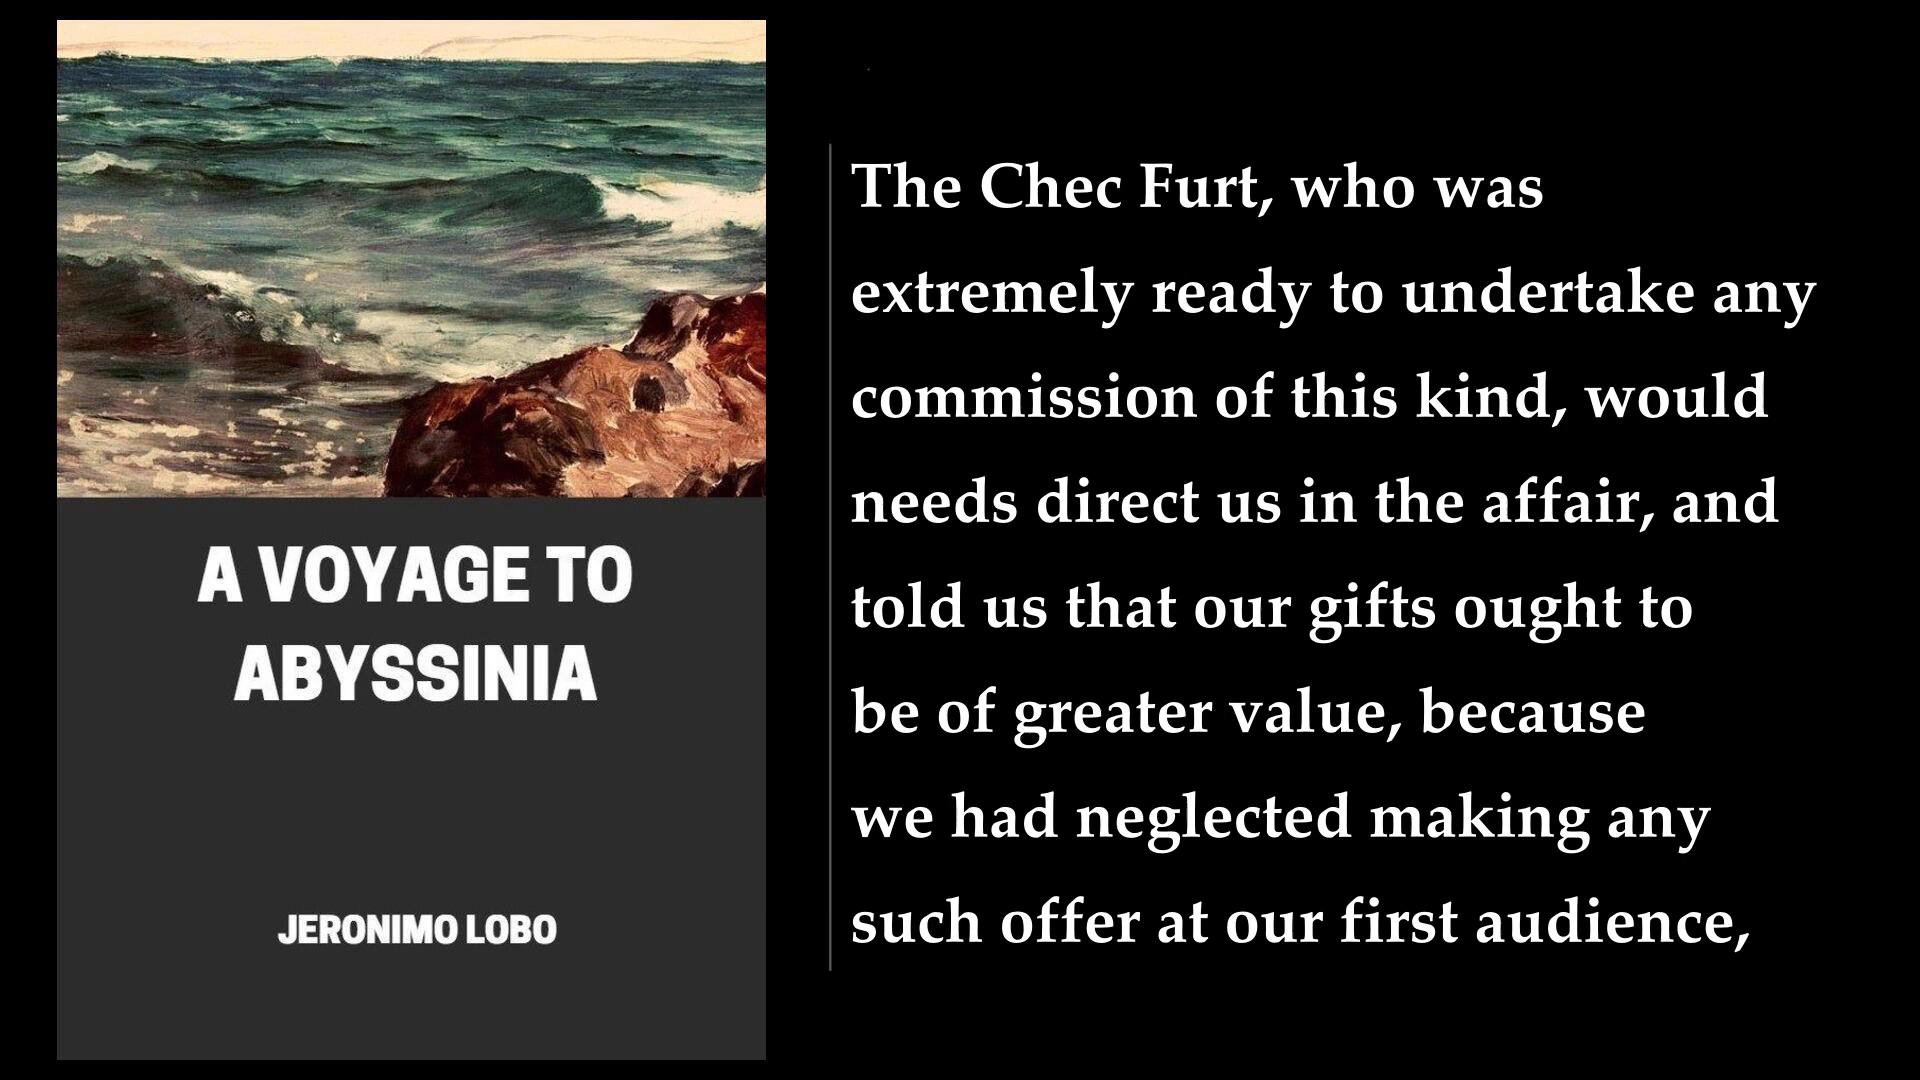 A VOYAGE TO
ABYSSINIA
JERONIMO LOBO
The Chec Furt, who was
extremely ready to undertake any
commission of this kind, would
needs direct us in the affair, and
told us that our gifts ought to
be of greater value, because
we had neglected making any
such offer at our first audience,